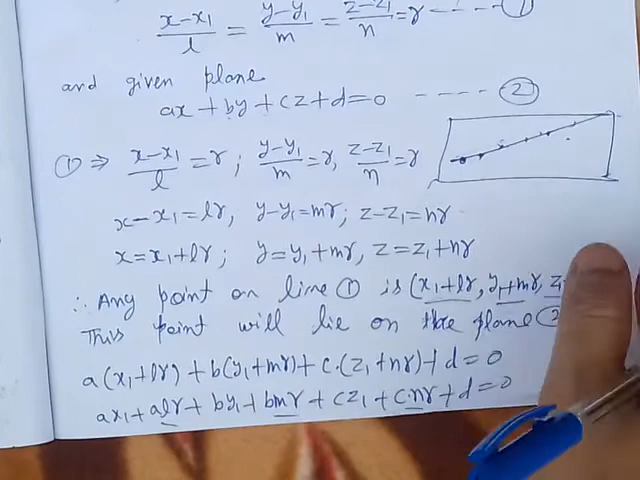 x-x₁/l = y-y₁/m = z-z₁/n = r ---- ①
and given plane
ax + by + cz + d = 0 ---- ②
① ⇒ x-x₁/l = r ; y-y₁/m = r, z-z₁/n = r
x-x₁ = lr, y-y₁ = mr ; z-z₁ = nr
x = x₁ + lr ; y = y₁ + mr, z = z₁ + nr
∴ Any point on line ① is (x₁+lr, y₁+mr, z
This point will lie on the plane ②
a(x₁+lr) + b(y₁+mr) + c.(z₁+nr) + d = 0
ax₁ + alr + by₁ + bmr + cz₁ + cnr + d = 0